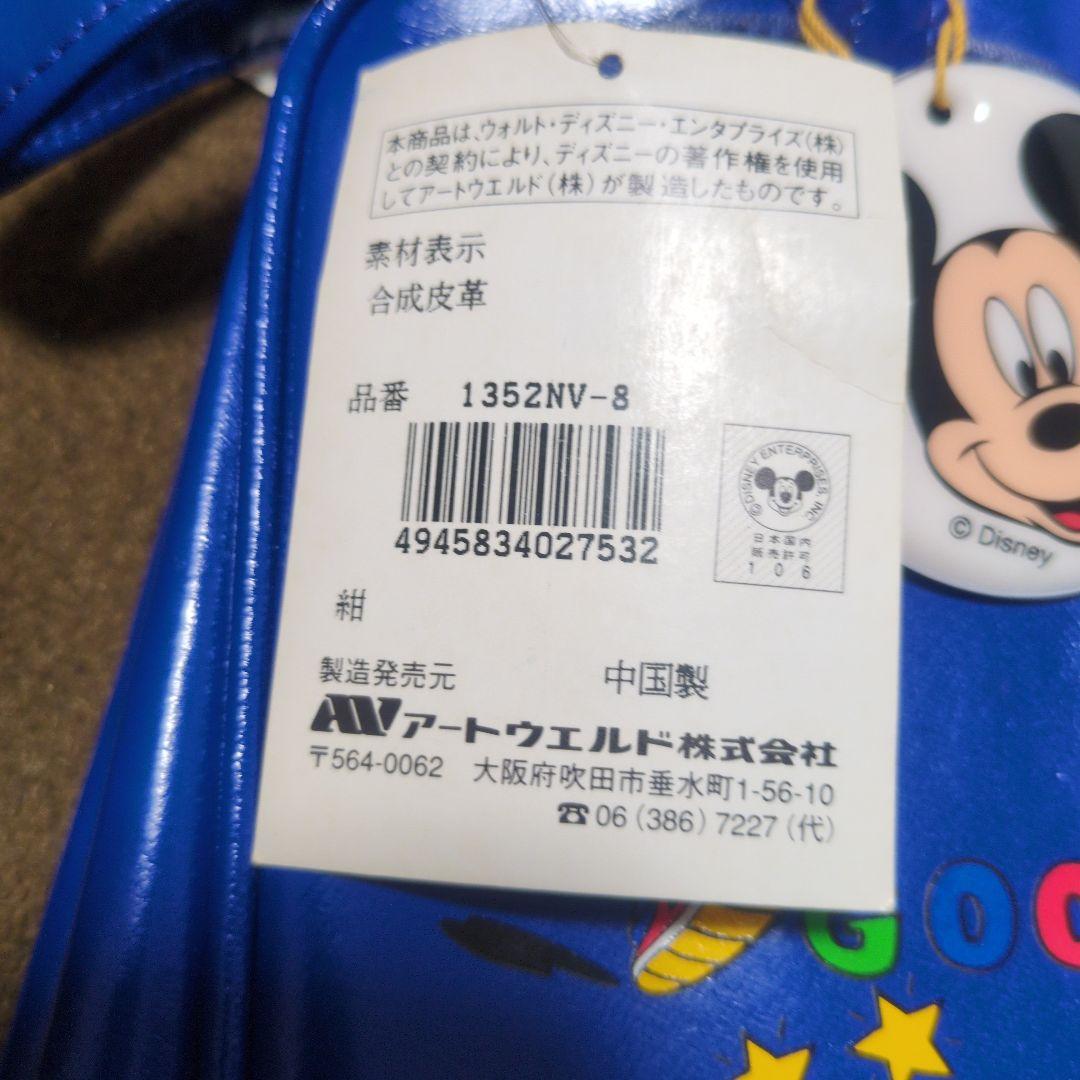 本商品は、ウォルト・ディズニー・エンタプライズ(株)
との契約により、ディズニーの著作権を使用
してアートウエルド(株)が製造したものです。
素材表示
合成皮革
品番 1352NV-8
4945834027532
© DISNEY ENTERPRISES, INC
日本国内
販売許可
106
© Disney
紺
製造発売元 中国製
AW アートウエルド株式会社
〒564-0062 大阪府吹田市垂水町1-56-10
☎06(386)7227(代)
GOO